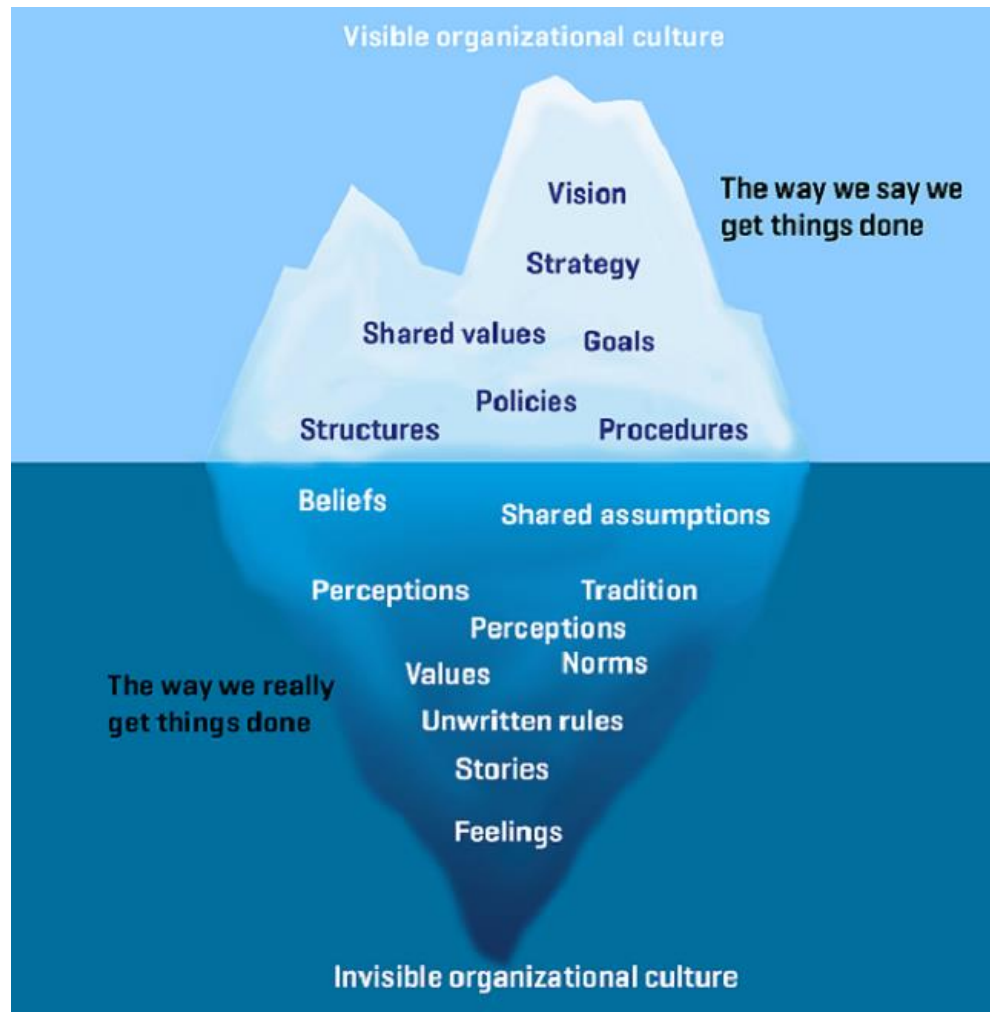 Visible organizational culture
Vision
The way we say we
get things done
Strategy
Shared values
Goals
Policies
Structures
Procedures
Beliefs
Shared assumptions
Perceptions
Tradition
Perceptions
Norms
Values
The way we really
get things done
Unwritten rules
Stories
Feelings
Invisible organizational culture